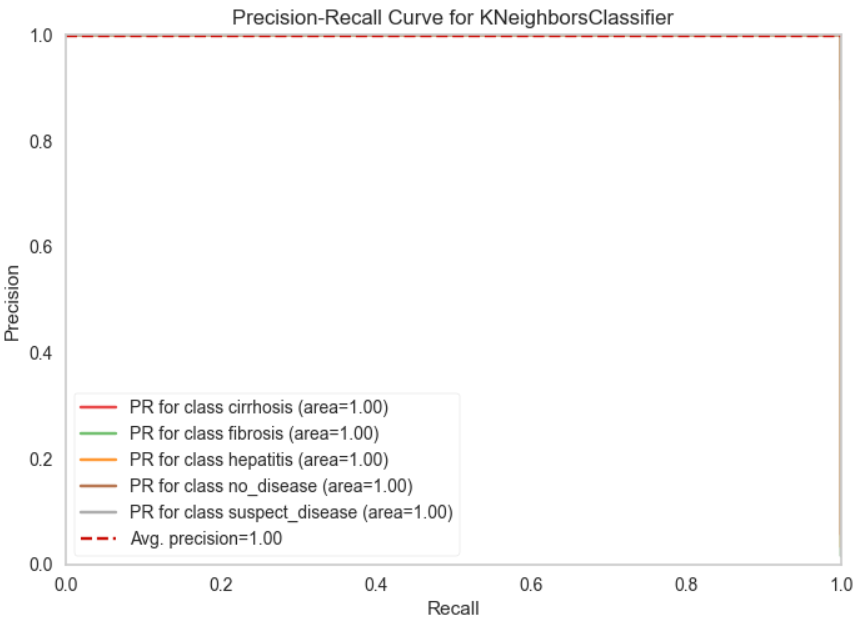 Precision-Recall Curve for KNeighborsClassifier
1.0
0.8
0.6
0.4
0.2
0.0
Precision
PR for class cirrhosis (area=1.00)
PR for class fibrosis (area=1.00)
PR for class hepatitis (area=1.00)
PR for class no_disease (area=1.00)
PR for class suspect_disease (area=1.00)
Avg. precision=1.00
0.0 0.2 0.4 0.6 0.8 1.0
Recall